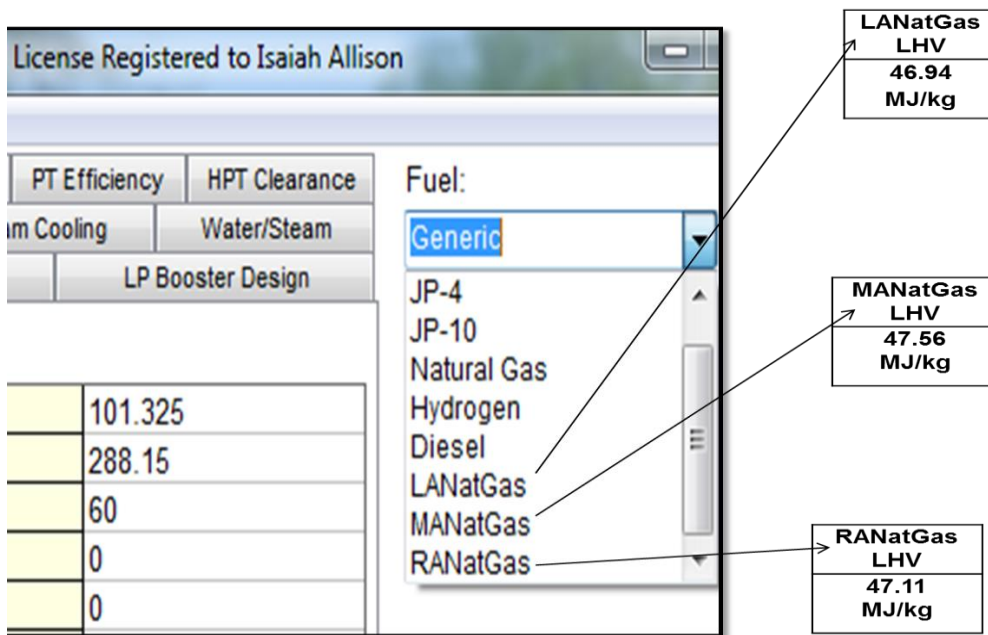 License Registered to Isaiah Allison
PT Efficiency
HPT Clearance
am Cooling
Water/Steam
LP Booster Design
101.325
288.15
60
0
0
Fuel:
Generic
JP-4
JP-10
Natural Gas
Hydrogen
Diesel
LANatGas
MANatGas
RANatGas
LANatGas
LHV
46.94
MJ/kg
MANatGas
LHV
47.56
MJ/kg
RANatGas
LHV
47.11
MJ/kg